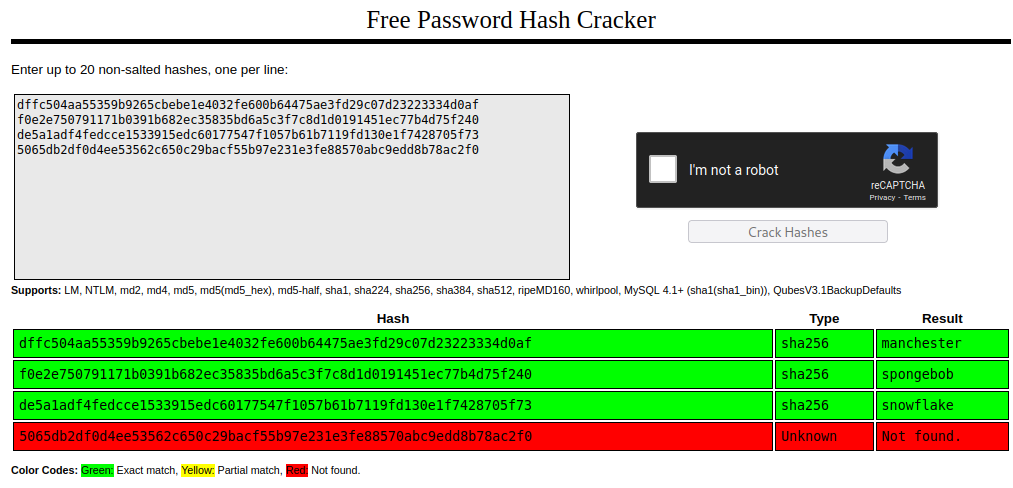 Free Password Hash Cracker
Enter up to 20 non-salted hashes, one per line:
dffc504aa55359b9265cbebe1e4032fe600b64475ae3fd29c07d23223334d0af
f0e2e750791171b0391b682ec35835bd6a5c3f7c8d1d0191451ec77b4d75f240
de5a1adf4fedcce1533915edc60177547f1057b61b7119fd130e1f7428705f73
5065db2df0d4ee53562c650c29bacf55b97e231e3fe88570abc9edd8b78ac2f0
I'm not a robot
reCAPTCHA
Privacy - Terms
Crack Hashes
Supports: LM, NTLM, md2, md4, md5, md5(md5_hex), md5-half, sha1, sha224, sha256, sha384, sha512, ripeMD160, whirlpool, MySQL 4.1+ (sha1(sha1_bin)), QubesV3.1BackupDefaults
Hash Type Result
dffc504aa55359b9265cbebe1e4032fe600b64475ae3fd29c07d23223334d0af sha256 manchester
f0e2e750791171b0391b682ec35835bd6a5c3f7c8d1d0191451ec77b4d75f240 sha256 spongebob
de5a1adf4fedcce1533915edc60177547f1057b61b7119fd130e1f7428705f73 sha256 snowflake
5065db2df0d4ee53562c650c29bacf55b97e231e3fe88570abc9edd8b78ac2f0 Unknown Not found.
Color Codes: Green: Exact match, Yellow: Partial match, Red: Not found.